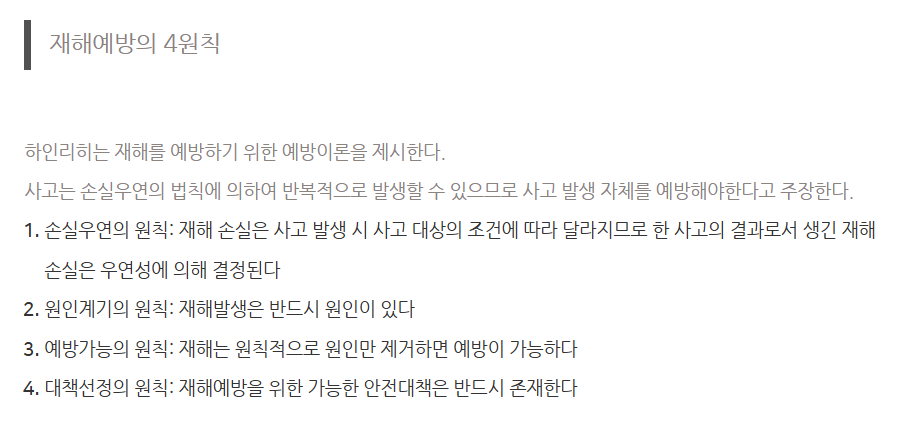 재해예방의 4원칙
하인리히는 재해를 예방하기 위한 예방이론을 제시한다.
사고는 손실우연의 법칙에 의하여 반복적으로 발생할 수 있으므로 사고 발생 자체를 예방해야한다고 주장한다.
1. 손실우연의 원칙: 재해 손실은 사고 발생 시 사고 대상의 조건에 따라 달라지므로 한 사고의 결과로서 생긴 재해
손실은 우연성에 의해 결정된다
2. 원인계기의 원칙: 재해발생은 반드시 원인이 있다
3. 예방가능의 원칙: 재해는 원칙적으로 원인만 제거하면 예방이 가능하다
4. 대책선정의 원칙: 재해예방을 위한 가능한 안전대책은 반드시 존재한다